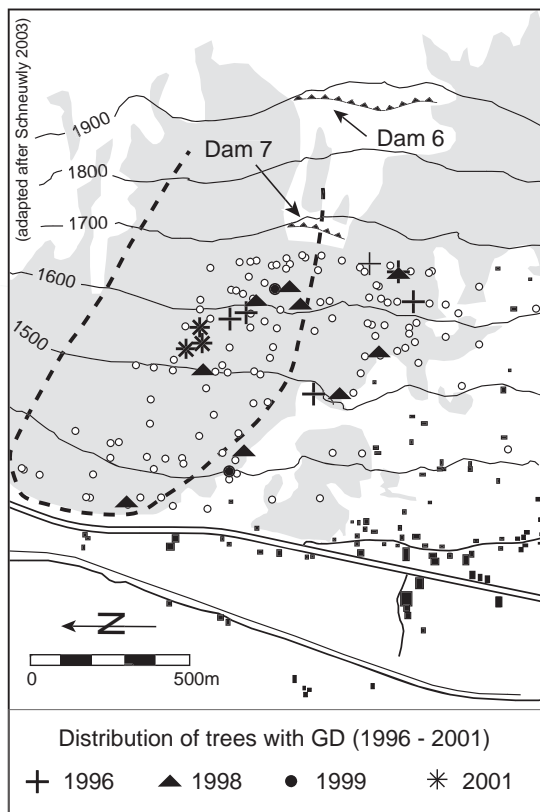 (adapted after Schneuwly 2003)
1900
Dam 6
Dam 7
1800
1700
1600
1500
N
0 500m
Distribution of trees with GD (1996 - 2001)
1996 1998 1999 2001